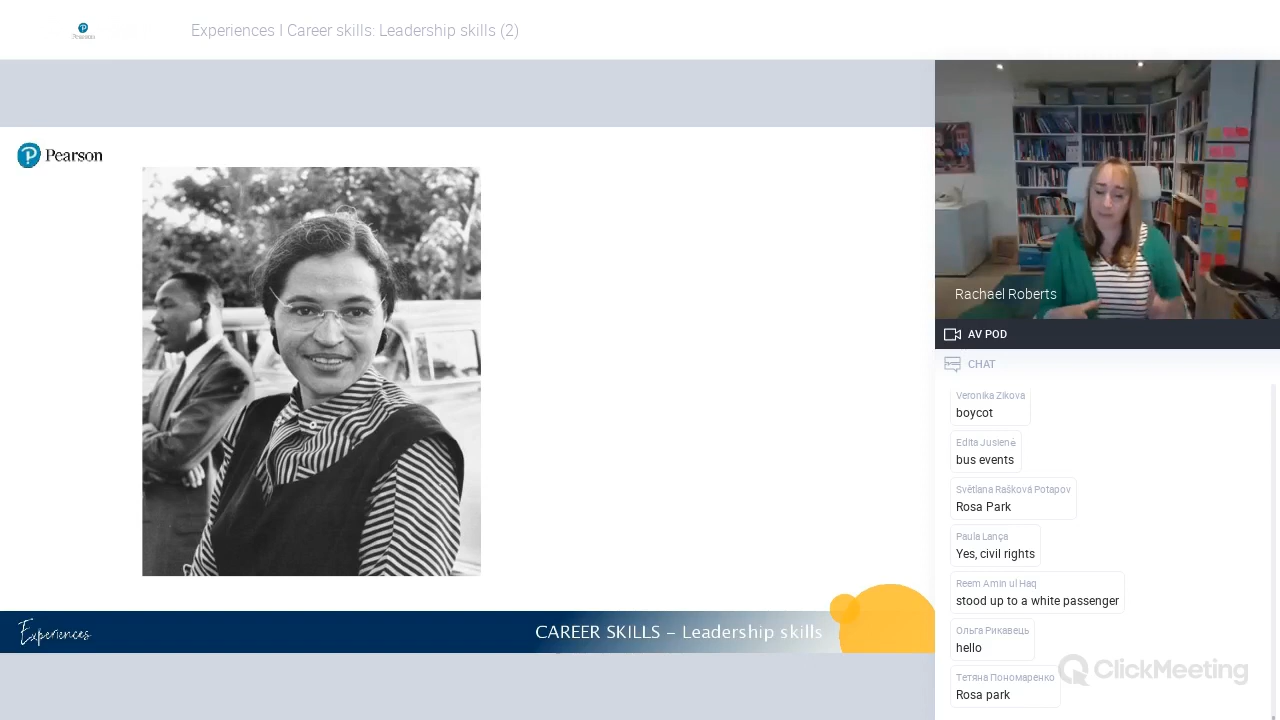 Pearson
Experiences I Career skills: Leadership skills (2)
Pearson
Rachael Roberts
AV POD
CHAT
Veronika Zikova
boycot
Edita Jusienė
bus events
Světlana Rašková Potapov
Rosa Park
Paula Lança
Yes, civil rights
Reem Amin ul Haq
stood up to a white passenger
Ольга Рикавець
hello
Тетяна Пономаренко
Rosa park
ClickMeeting
Experiences
CAREER SKILLS – Leadership skills